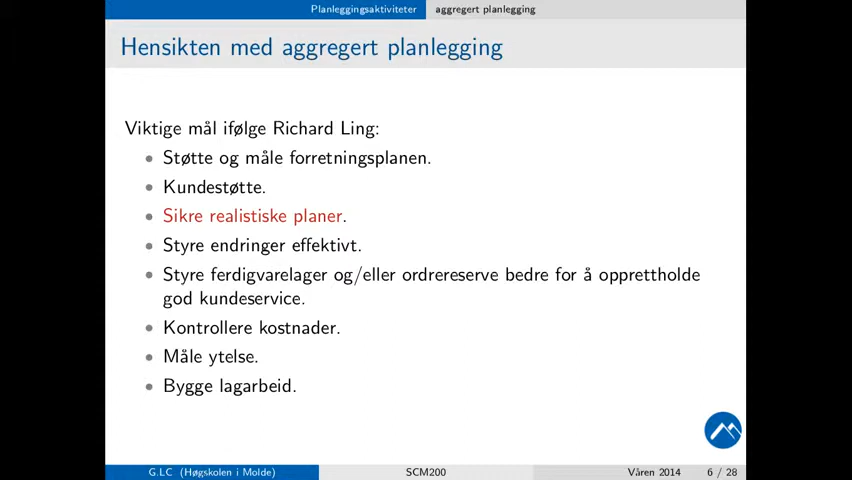 Planleggingsaktiviteter aggregert planlegging
Hensikten med aggregert planlegging
Viktige mål ifølge Richard Ling:
• Støtte og måle forretningsplanen.
• Kundestøtte.
• Sikre realistiske planer.
• Styre endringer effektivt.
• Styre ferdigvarelager og/eller ordrereserve bedre for å opprettholde
god kundeservice.
• Kontrollere kostnader.
• Måle ytelse.
• Bygge lagarbeid.
G.LC (Høgskolen i Molde) SCM200 Våren 2014 6 / 28